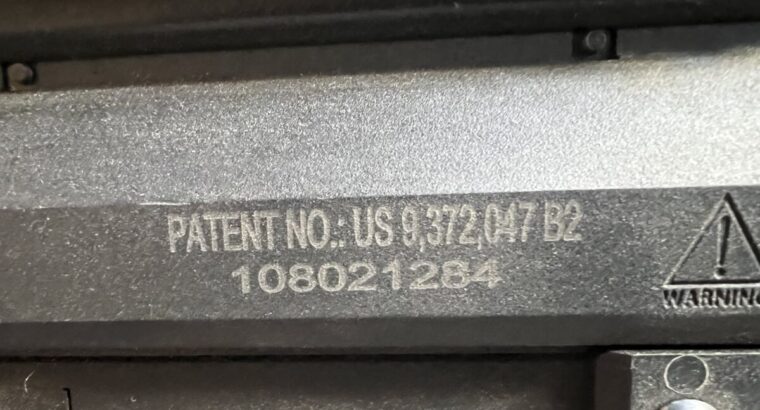 PATENT NO.: US 9,372,047 B2
108021284
WARNING